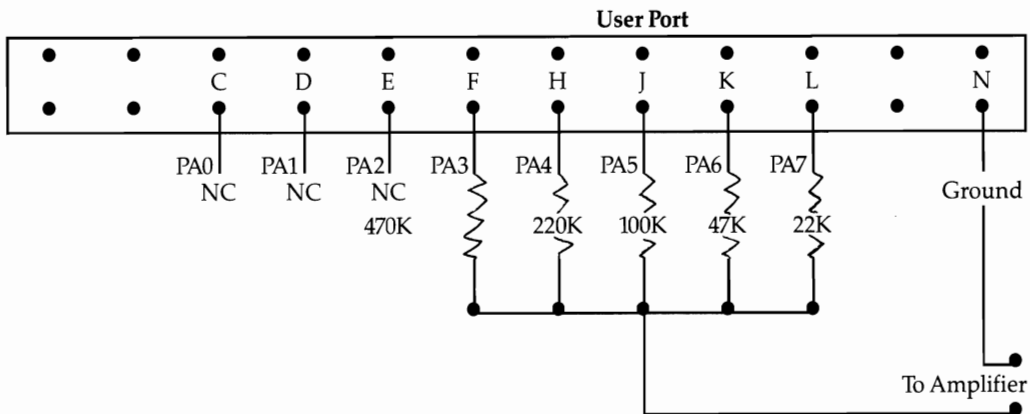 User Port
C D E F H J K L N
PA0 PA1 PA2 PA3 PA4 PA5 PA6 PA7
NC NC NC Ground
470K 220K 100K 47K 22K
To Amplifier